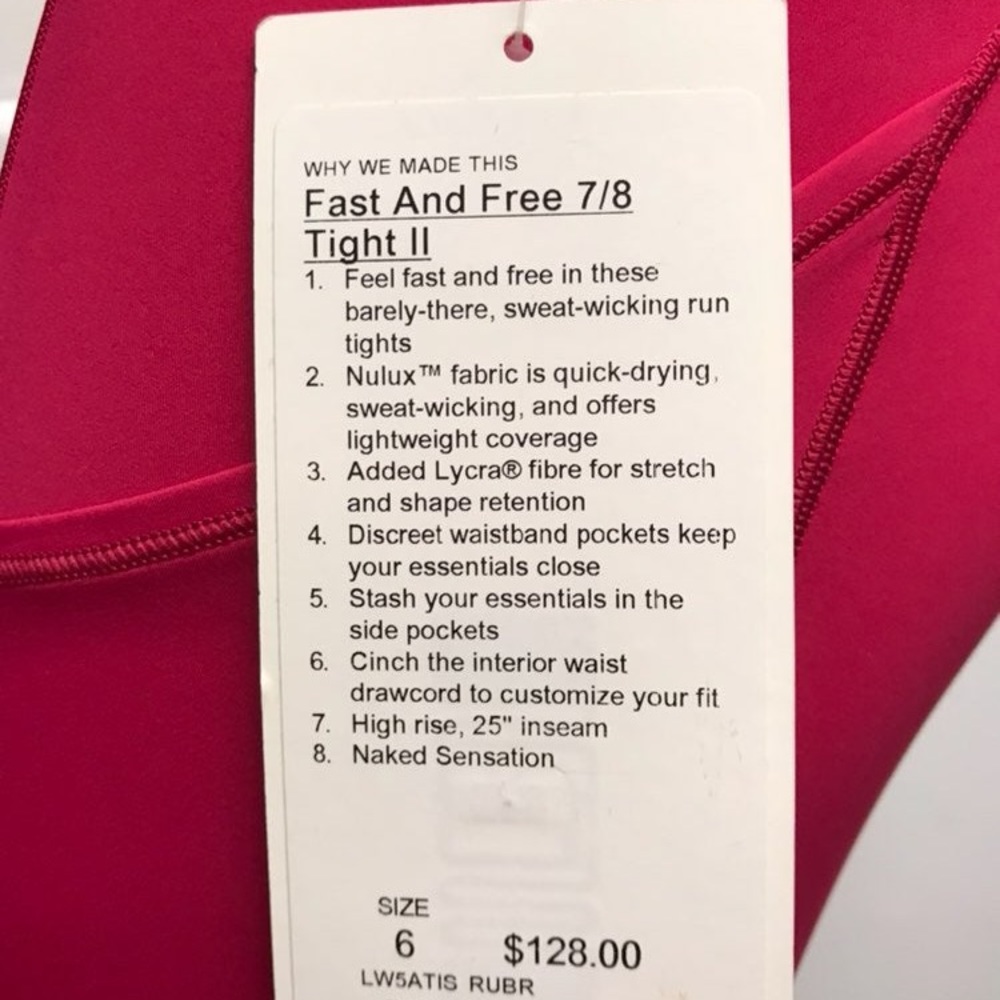 WHY WE MADE THIS
Fast And Free 7/8
Tight II
1. Feel fast and free in these
barely-there, sweat-wicking run
tights
2. Nulux™ fabric is quick-drying,
sweat-wicking, and offers
lightweight coverage
3. Added Lycra® fibre for stretch
and shape retention
4. Discreet waistband pockets keep
your essentials close
5. Stash your essentials in the
side pockets
6. Cinch the interior waist
drawcord to customize your fit
7. High rise, 25" inseam
8. Naked Sensation
SIZE
6 $128.00
LW5ATIS RUBR